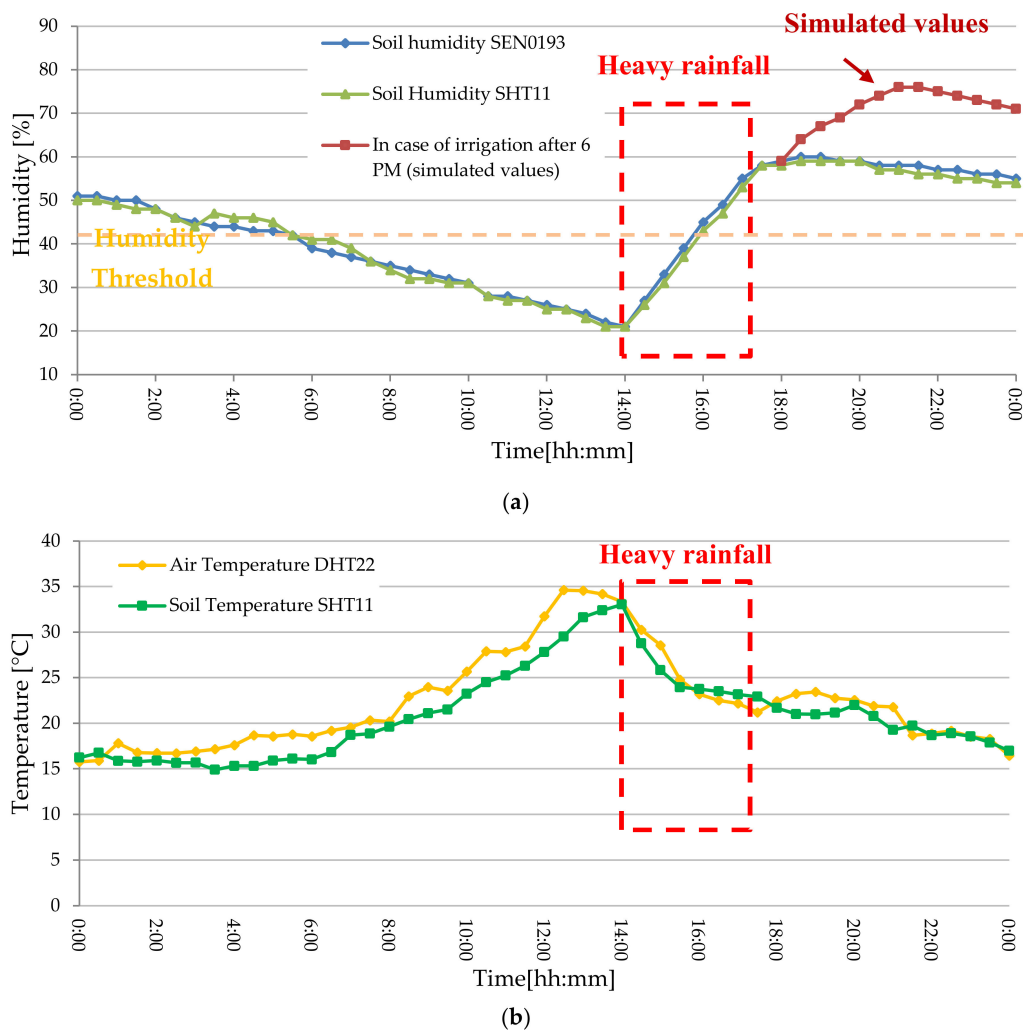 90
80
70
60
50
40
30
20
10
Humidity [%]
Soil humidity SEN0193
Soil Humidity SHT11
In case of irrigation after 6
PM (simulated values)
Heavy rainfall
Simulated values
Humidity
Threshold
0:00
2:00
4:00
6:00
8:00
10:00
12:00
14:00
16:00
18:00
20:00
22:00
0:00
Time[hh:mm]
(a)
40
35
30
25
20
15
10
5
0
Temperature [°C]
Air Temperature DHT22
Soil Temperature SHT11
Heavy rainfall
0:00
2:00
4:00
6:00
8:00
10:00
12:00
14:00
16:00
18:00
20:00
22:00
0:00
Time[hh:mm]
(b)